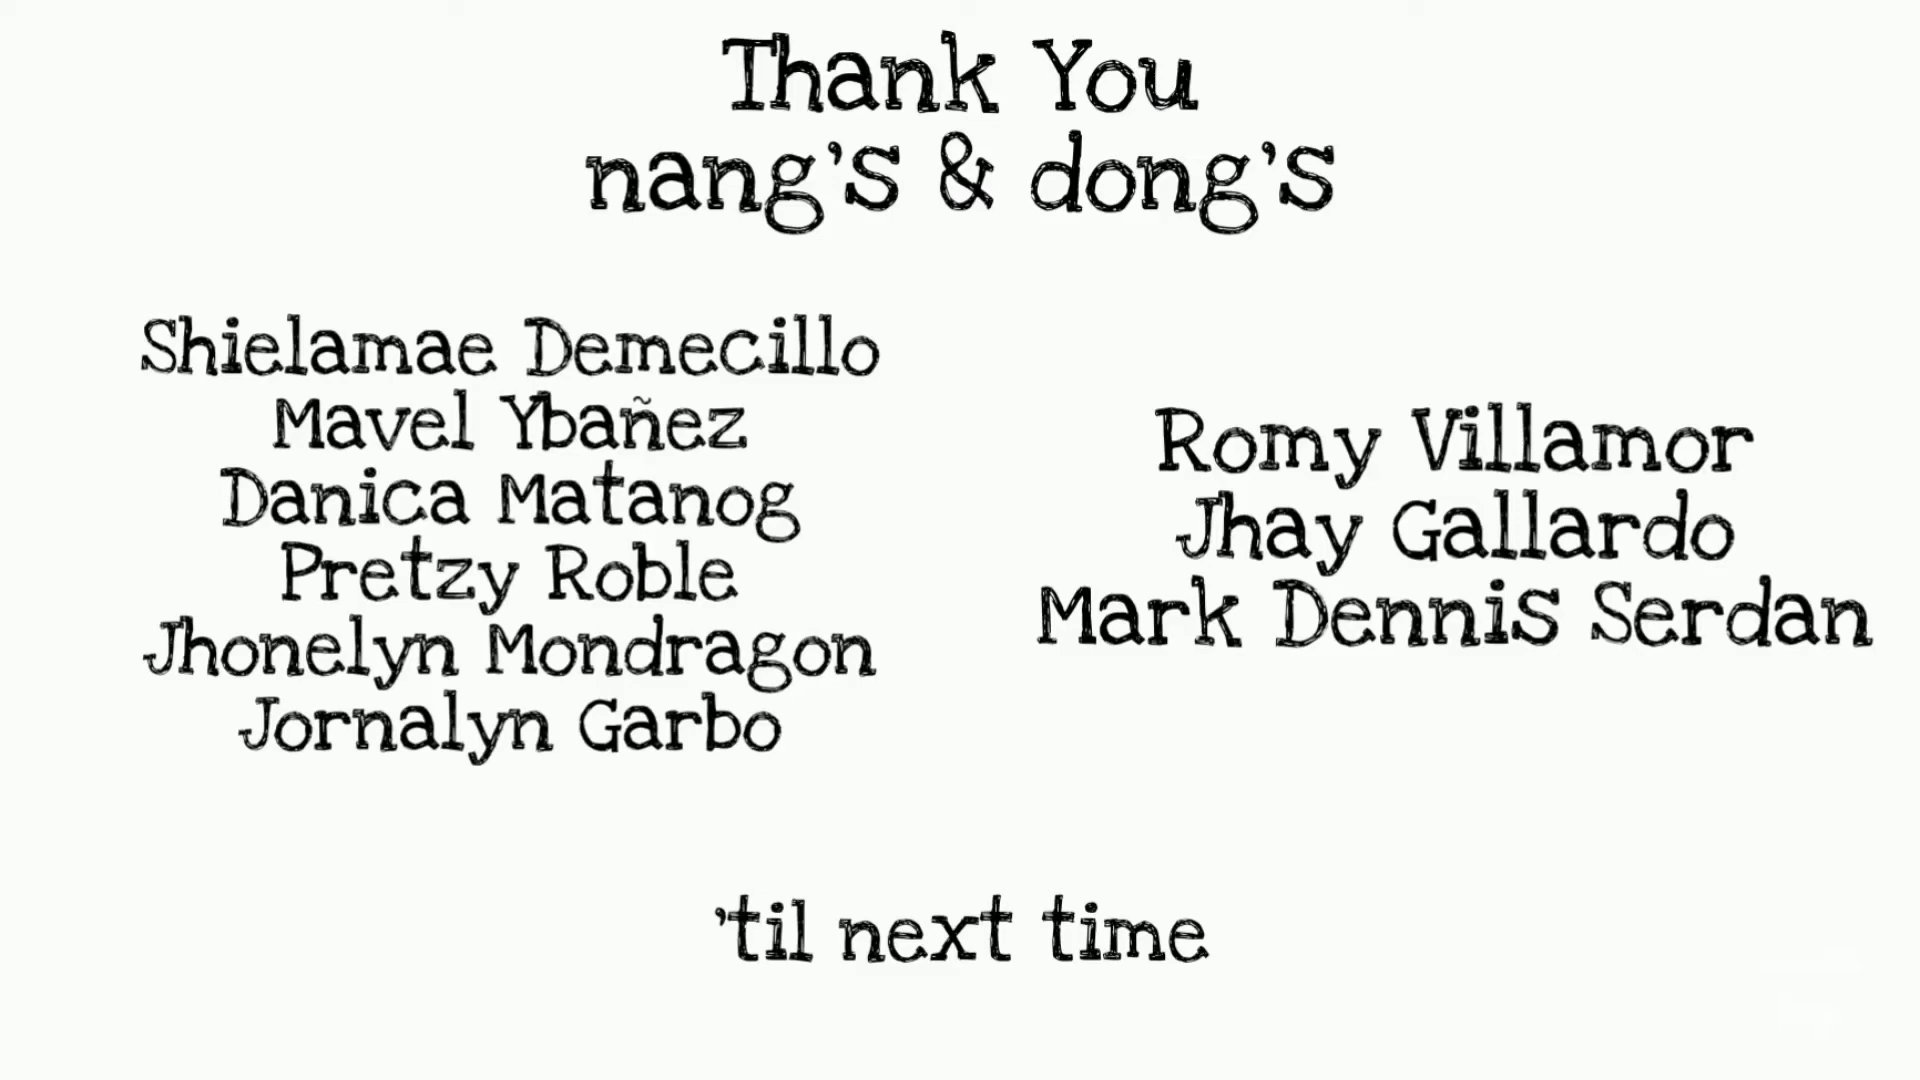 Thank You
nang's & dong's
Shielamae Demecillo
Mavel Ybañez
Danica Matanog
Pretzy Roble
Jhonelyn Mondragon
Jornalyn Garbo
Romy Villamor
Jhay Gallardo
Mark Dennis Serdan
'til next time